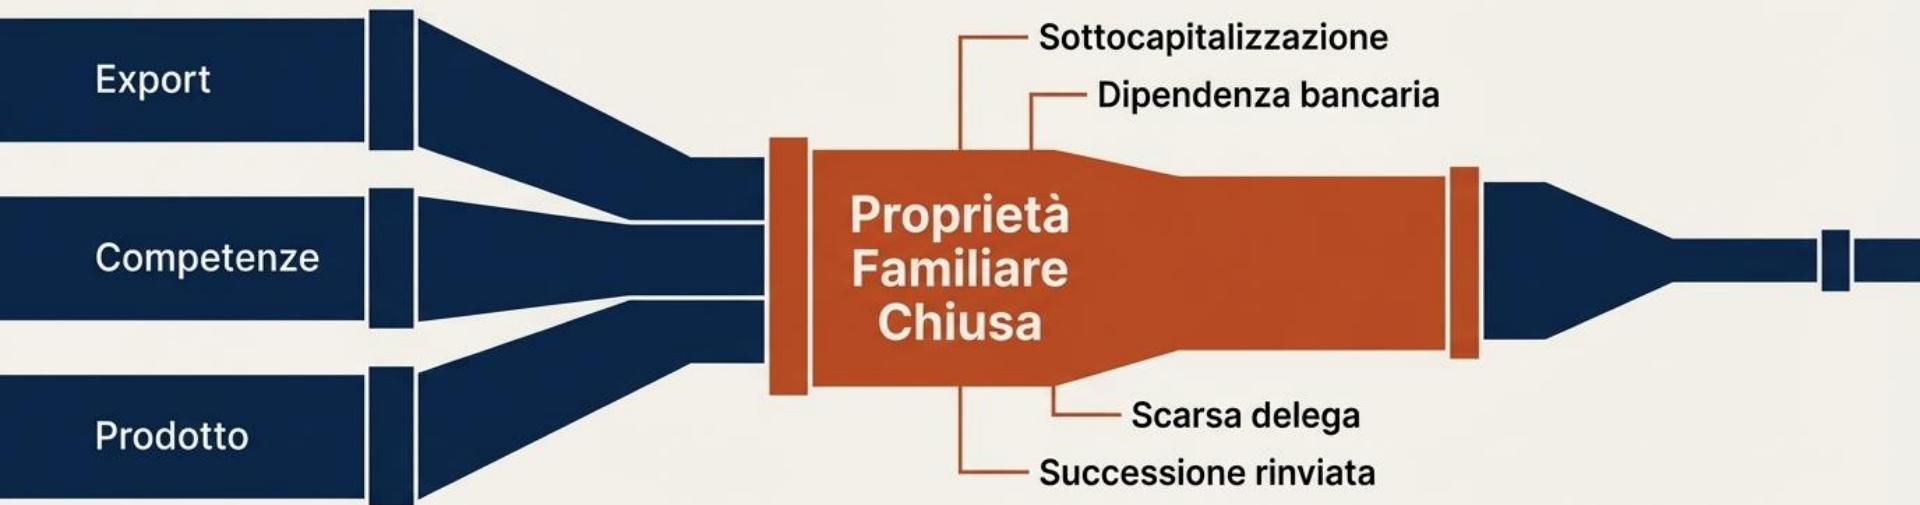 Export
Competenze
Prodotto
Sottocapitalizzazione
Dipendenza bancaria
Proprietà
Familiare
Chiusa
Scarsa delega
Successione rinviata